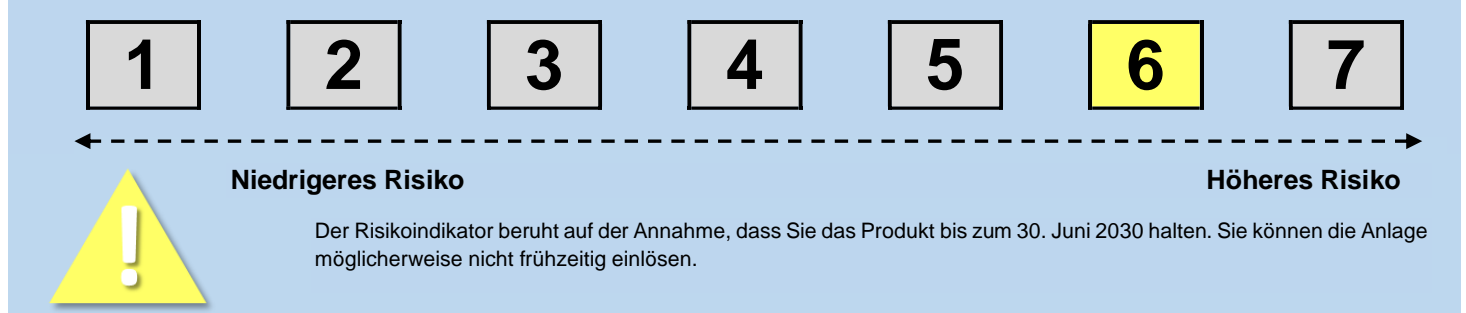 1 2 3 4 5 6 7
Niedrigeres Risiko Höheres Risiko
Der Risikoindikator beruht auf der Annahme, dass Sie das Produkt bis zum 30. Juni 2030 halten. Sie können die Anlage
möglicherweise nicht frühzeitig einlösen.